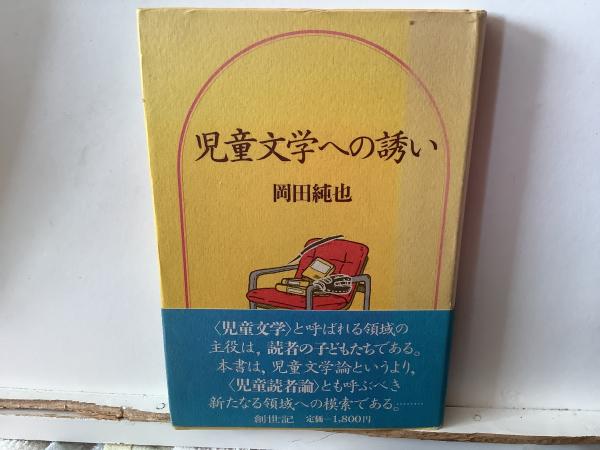 児童文学への誘い
岡田純也
〈児童文学〉と呼ばれる領域の
主役は，読者の子どもたちである。
本書は，児童文学論というより，
〈児童読者論〉とも呼ぶべき
新たなる領域への模索である。………
創世記 定価―1,800円